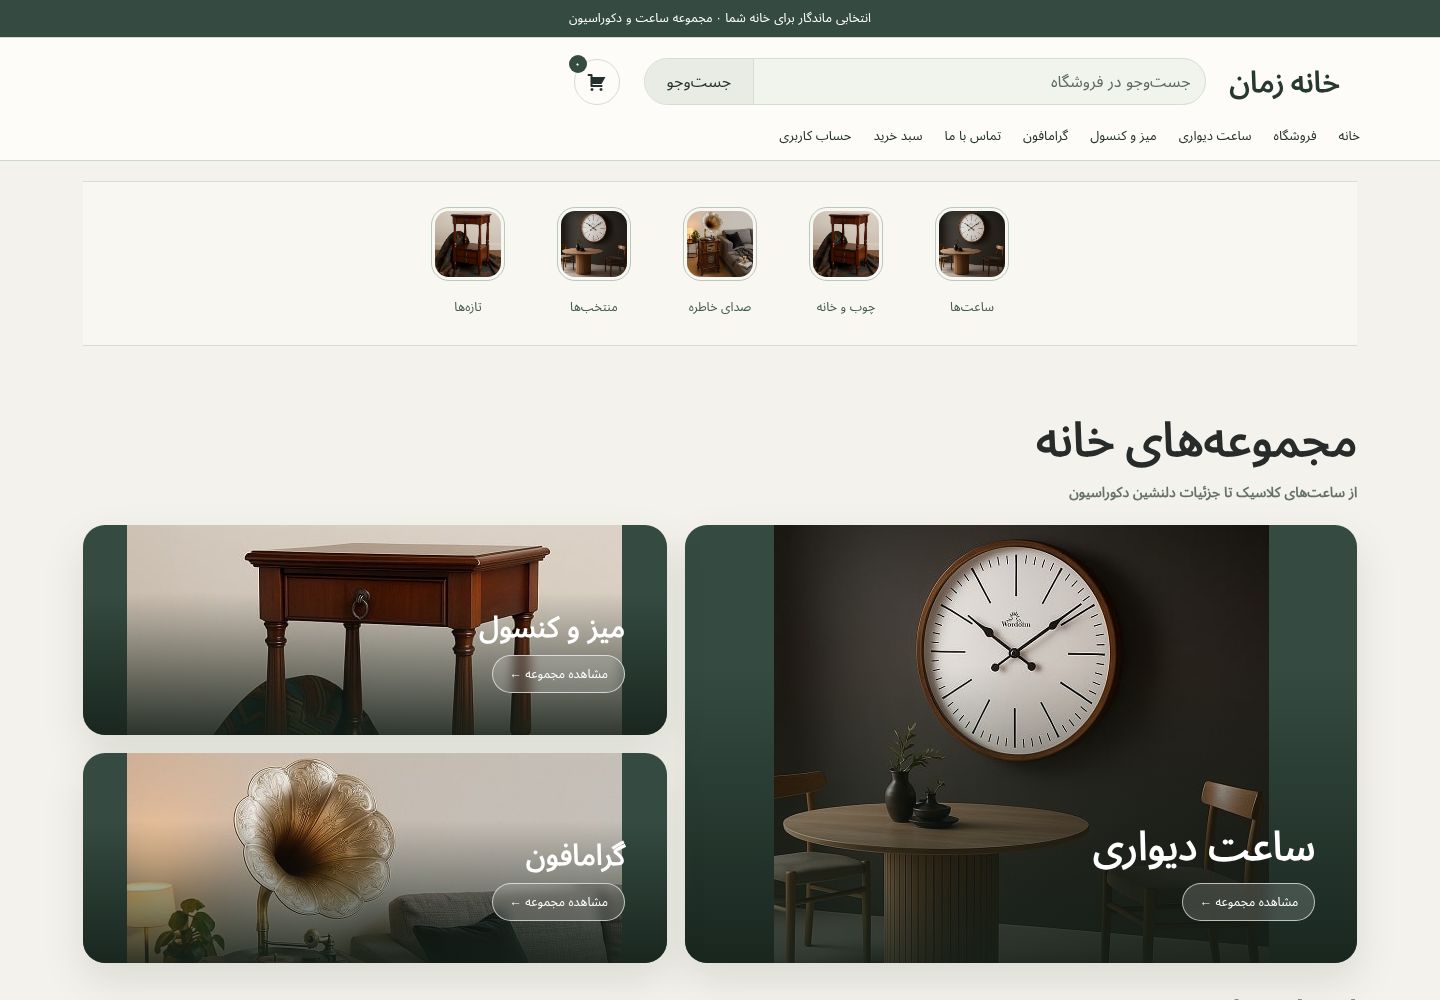 انتخابی ماندگار برای خانه شما · مجموعه ساعت و دکوراسیون
خانه زمان
جست‌وجو در فروشگاه
جست‌وجو
۰
خانه
فروشگاه
ساعت دیواری
میز و کنسول
گرامافون
تماس با ما
سبد خرید
حساب کاربری
ساعت‌ها
چوب و خانه
صدای خاطره
منتخب‌ها
تازه‌ها
مجموعه‌های خانه
از ساعت‌های کلاسیک تا جزئیات دلنشین دکوراسیون
ساعت دیواری
مشاهده مجموعه ←
میز و کنسول
مشاهده مجموعه ←
گرامافون
مشاهده مجموعه ←